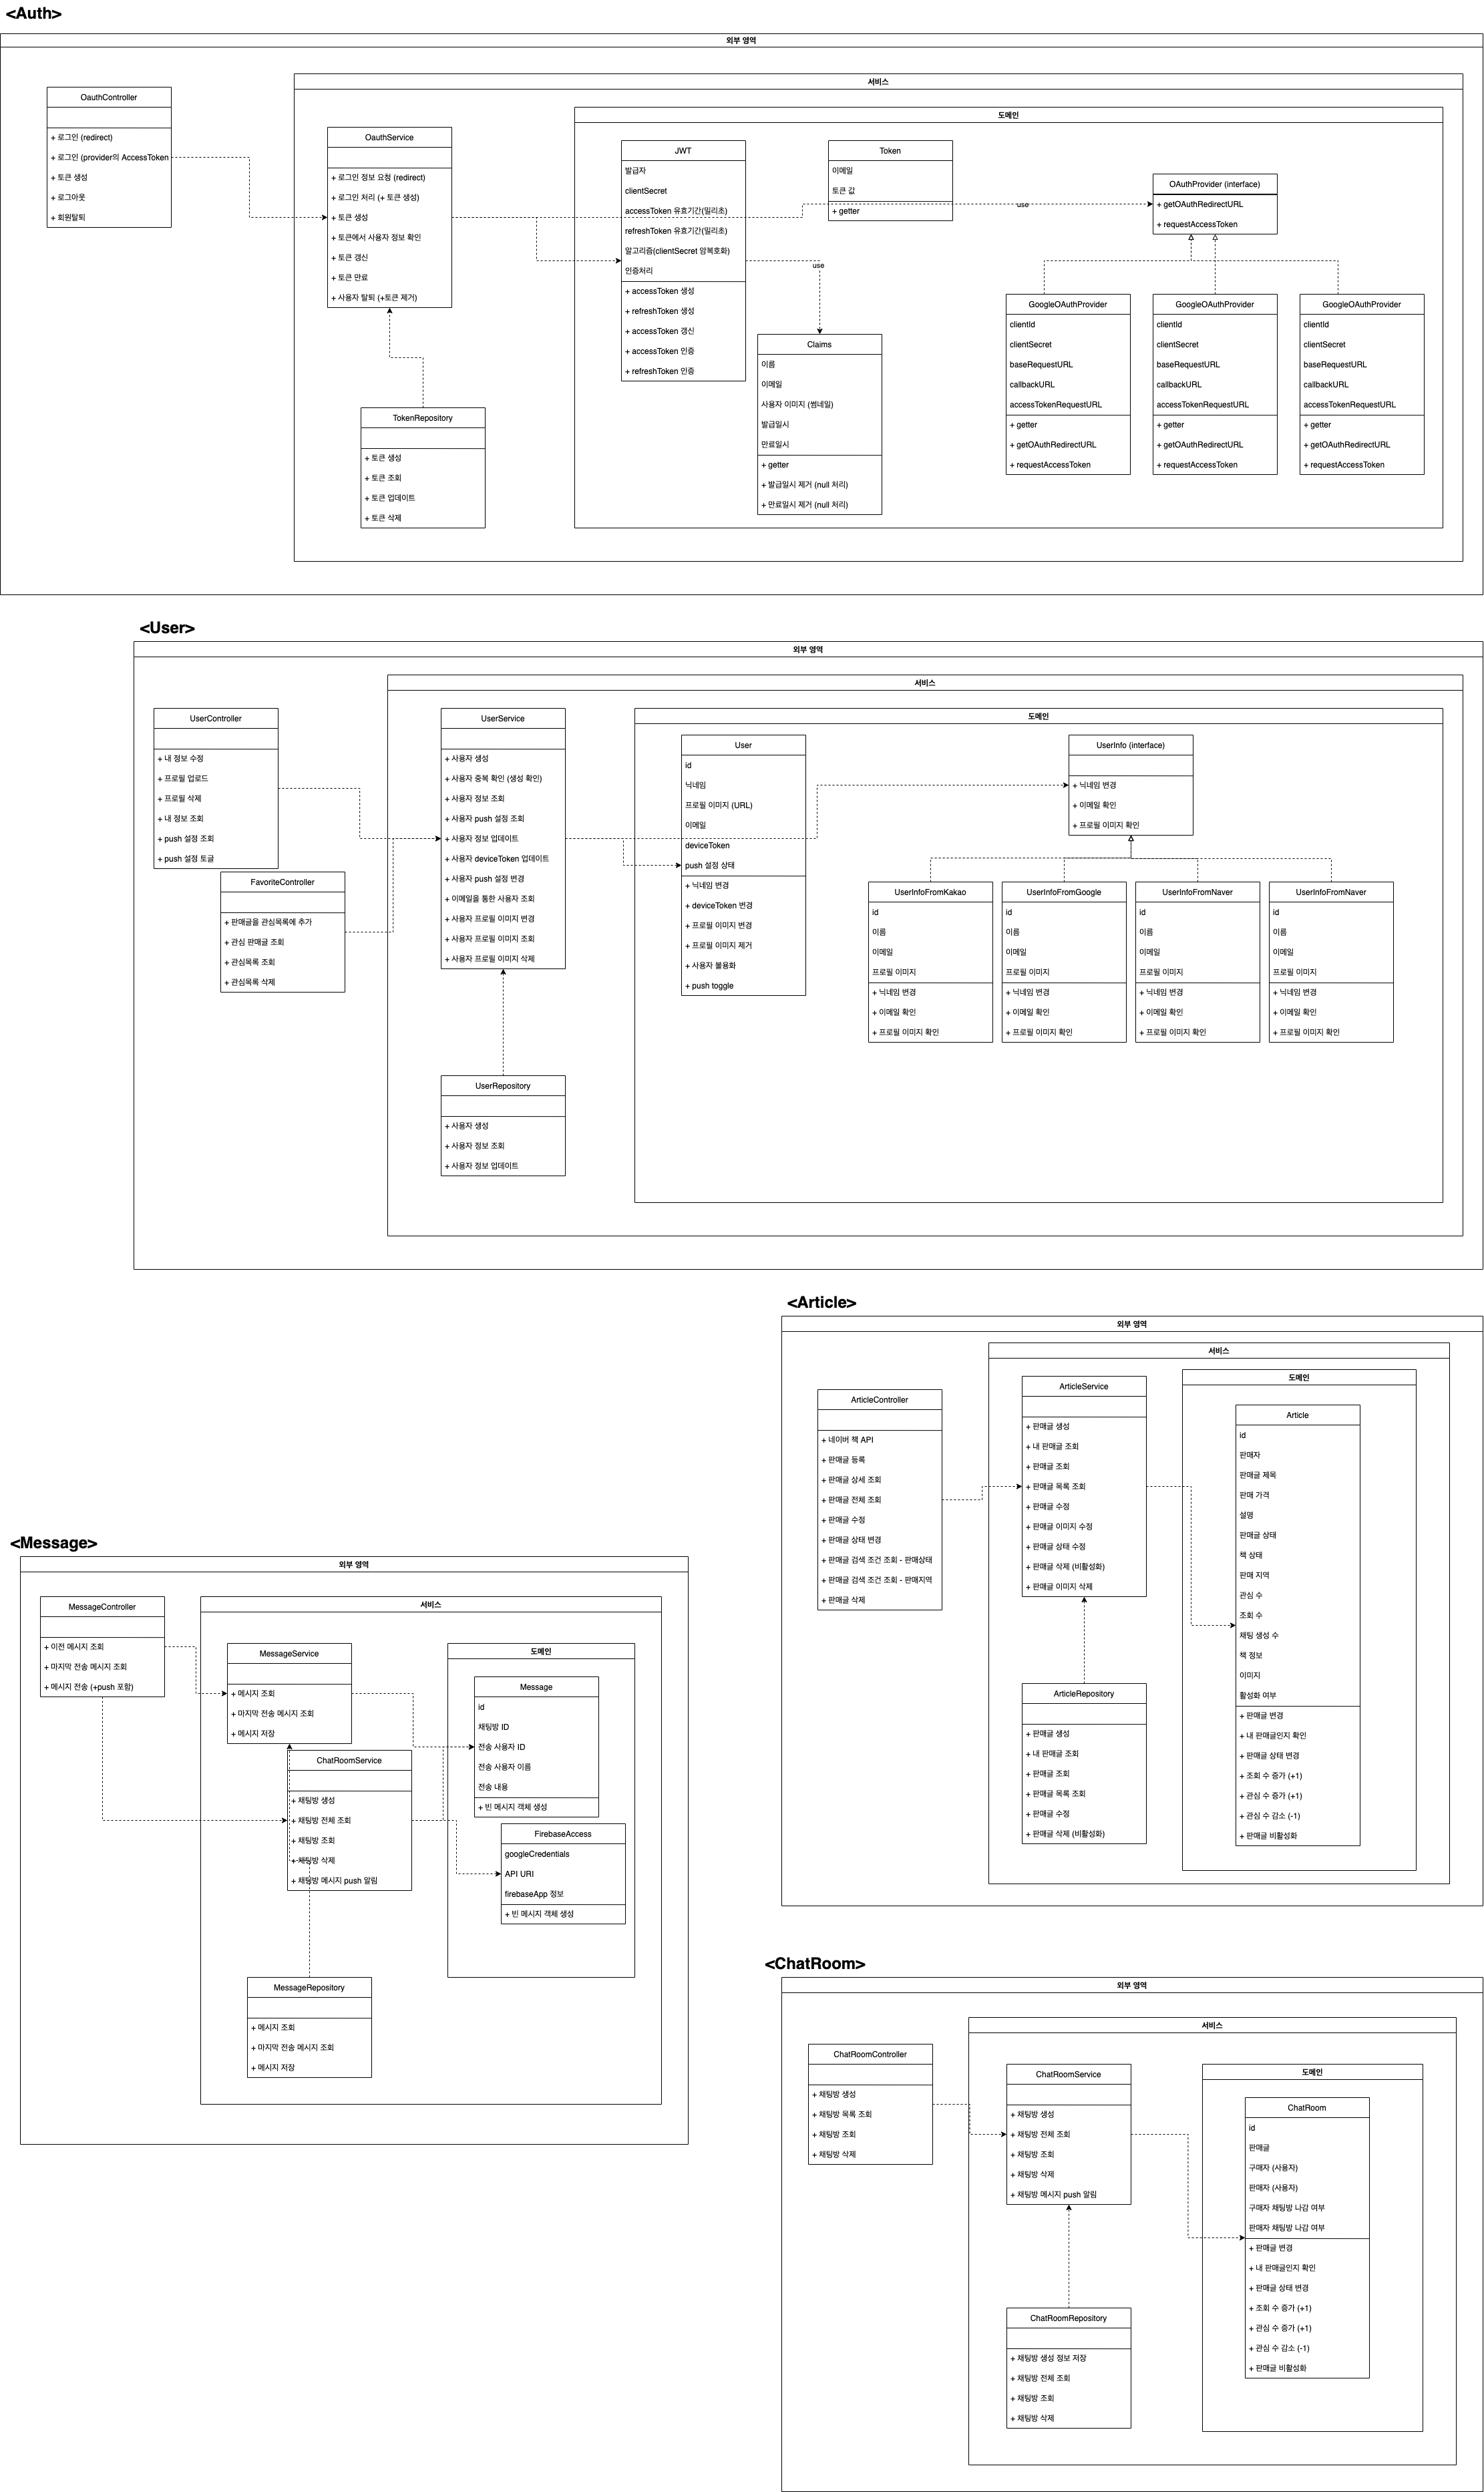 <Auth>
외부 영역
서비스
도메인
OauthController
+ 로그인 (redirect)
+ 로그인 (provider의 AccessToken
+ 토큰 생성
+ 로그아웃
+ 회원탈퇴
OauthService
+ 로그인 정보 요청 (redirect)
+ 로그인 처리 (+ 토큰 생성)
+ 토큰 생성
+ 토큰에서 사용자 정보 확인
+ 토큰 갱신
+ 토큰 만료
+ 사용자 탈퇴 (+토큰 제거)
TokenRepository
+ 토큰 생성
+ 토큰 조회
+ 토큰 업데이트
+ 토큰 삭제
JWT
발급자
clientSecret
accessToken 유효기간(밀리초)
refreshToken 유효기간(밀리초)
알고리즘(clientSecret 암복호화)
인증처리
+ accessToken 생성
+ refreshToken 생성
+ accessToken 갱신
+ accessToken 인증
+ refreshToken 인증
Token
이메일
토큰 값
+ getter
use
use
Claims
이름
이메일
사용자 이미지 (썸네일)
발급일시
만료일시
+ getter
+ 발급일시 제거 (null 처리)
+ 만료일시 제거 (null 처리)
OAuthProvider (interface)
+ getOAuthRedirectURL
+ requestAccessToken
GoogleOAuthProvider
clientId
clientSecret
baseRequestURL
callbackURL
accessTokenRequestURL
+ getter
+ getOAuthRedirectURL
+ requestAccessToken
GoogleOAuthProvider
clientId
clientSecret
baseRequestURL
callbackURL
accessTokenRequestURL
+ getter
+ getOAuthRedirectURL
+ requestAccessToken
GoogleOAuthProvider
clientId
clientSecret
baseRequestURL
callbackURL
accessTokenRequestURL
+ getter
+ getOAuthRedirectURL
+ requestAccessToken
<User>
외부 영역
서비스
도메인
UserController
+ 내 정보 수정
+ 프로필 업로드
+ 프로필 삭제
+ 내 정보 조회
+ push 설정 조회
+ push 설정 토글
FavoriteController
+ 판매글을 관심목록에 추가
+ 관심 판매글 조회
+ 관심목록 조회
+ 관심목록 삭제
UserService
+ 사용자 생성
+ 사용자 중복 확인 (생성 확인)
+ 사용자 정보 조회
+ 사용자 push 설정 조회
+ 사용자 정보 업데이트
+ 사용자 deviceToken 업데이트
+ 사용자 push 설정 변경
+ 이메일을 통한 사용자 조회
+ 사용자 프로필 이미지 변경
+ 사용자 프로필 이미지 조회
+ 사용자 프로필 이미지 삭제
UserRepository
+ 사용자 생성
+ 사용자 정보 조회
+ 사용자 정보 업데이트
User
id
닉네임
프로필 이미지 (URL)
이메일
deviceToken
push 설정 상태
+ 닉네임 변경
+ deviceToken 변경
+ 프로필 이미지 변경
+ 프로필 이미지 제거
+ 사용자 불용화
+ push toggle
UserInfo (interface)
+ 닉네임 변경
+ 이메일 확인
+ 프로필 이미지 확인
UserInfoFromKakao
id
이름
이메일
프로필 이미지
+ 닉네임 변경
+ 이메일 확인
+ 프로필 이미지 확인
UserInfoFromGoogle
id
이름
이메일
프로필 이미지
+ 닉네임 변경
+ 이메일 확인
+ 프로필 이미지 확인
UserInfoFromNaver
id
이름
이메일
프로필 이미지
+ 닉네임 변경
+ 이메일 확인
+ 프로필 이미지 확인
UserInfoFromNaver
id
이름
이메일
프로필 이미지
+ 닉네임 변경
+ 이메일 확인
+ 프로필 이미지 확인
<Article>
외부 영역
서비스
도메인
ArticleController
+ 네이버 책 API
+ 판매글 등록
+ 판매글 상세 조회
+ 판매글 전체 조회
+ 판매글 수정
+ 판매글 상태 변경
+ 판매글 검색 조건 조회 - 판매상태
+ 판매글 검색 조건 조회 - 판매지역
+ 판매글 삭제
ArticleService
+ 판매글 생성
+ 내 판매글 조회
+ 판매글 조회
+ 판매글 목록 조회
+ 판매글 수정
+ 판매글 이미지 수정
+ 판매글 상태 수정
+ 판매글 삭제 (비활성화)
+ 판매글 이미지 삭제
ArticleRepository
+ 판매글 생성
+ 내 판매글 조회
+ 판매글 조회
+ 판매글 목록 조회
+ 판매글 수정
+ 판매글 삭제 (비활성화)
Article
id
판매자
판매글 제목
판매 가격
설명
판매글 상태
책 상태
판매 지역
관심 수
조회 수
채팅 생성 수
책 정보
이미지
활성화 여부
+ 판매글 변경
+ 내 판매글인지 확인
+ 판매글 상태 변경
+ 조회 수 증가 (+1)
+ 관심 수 증가 (+1)
+ 관심 수 감소 (-1)
+ 판매글 비활성화
<Message>
외부 영역
서비스
도메인
MessageController
+ 이전 메시지 조회
+ 마지막 전송 메시지 조회
+ 메시지 전송 (+push 포함)
MessageService
+ 메시지 조회
+ 마지막 전송 메시지 조회
+ 메시지 저장
ChatRoomService
+ 채팅방 생성
+ 채팅방 전체 조회
+ 채팅방 조회
+ 채팅방 삭제
+ 채팅방 메시지 push 알림
MessageRepository
+ 메시지 조회
+ 마지막 전송 메시지 조회
+ 메시지 저장
Message
id
채팅방 ID
전송 사용자 ID
전송 사용자 이름
전송 내용
+ 빈 메시지 객체 생성
FirebaseAccess
googleCredentials
API URI
firebaseApp 정보
+ 빈 메시지 객체 생성
<ChatRoom>
외부 영역
서비스
도메인
ChatRoomController
+ 채팅방 생성
+ 채팅방 목록 조회
+ 채팅방 조회
+ 채팅방 삭제
ChatRoomService
+ 채팅방 생성
+ 채팅방 전체 조회
+ 채팅방 조회
+ 채팅방 삭제
+ 채팅방 메시지 push 알림
ChatRoomRepository
+ 채팅방 생성 정보 저장
+ 채팅방 전체 조회
+ 채팅방 조회
+ 채팅방 삭제
ChatRoom
id
판매글
구매자 (사용자)
판매자 (사용자)
구매자 채팅방 나감 여부
판매자 채팅방 나감 여부
+ 판매글 변경
+ 내 판매글인지 확인
+ 판매글 상태 변경
+ 조회 수 증가 (+1)
+ 관심 수 증가 (+1)
+ 관심 수 감소 (-1)
+ 판매글 비활성화